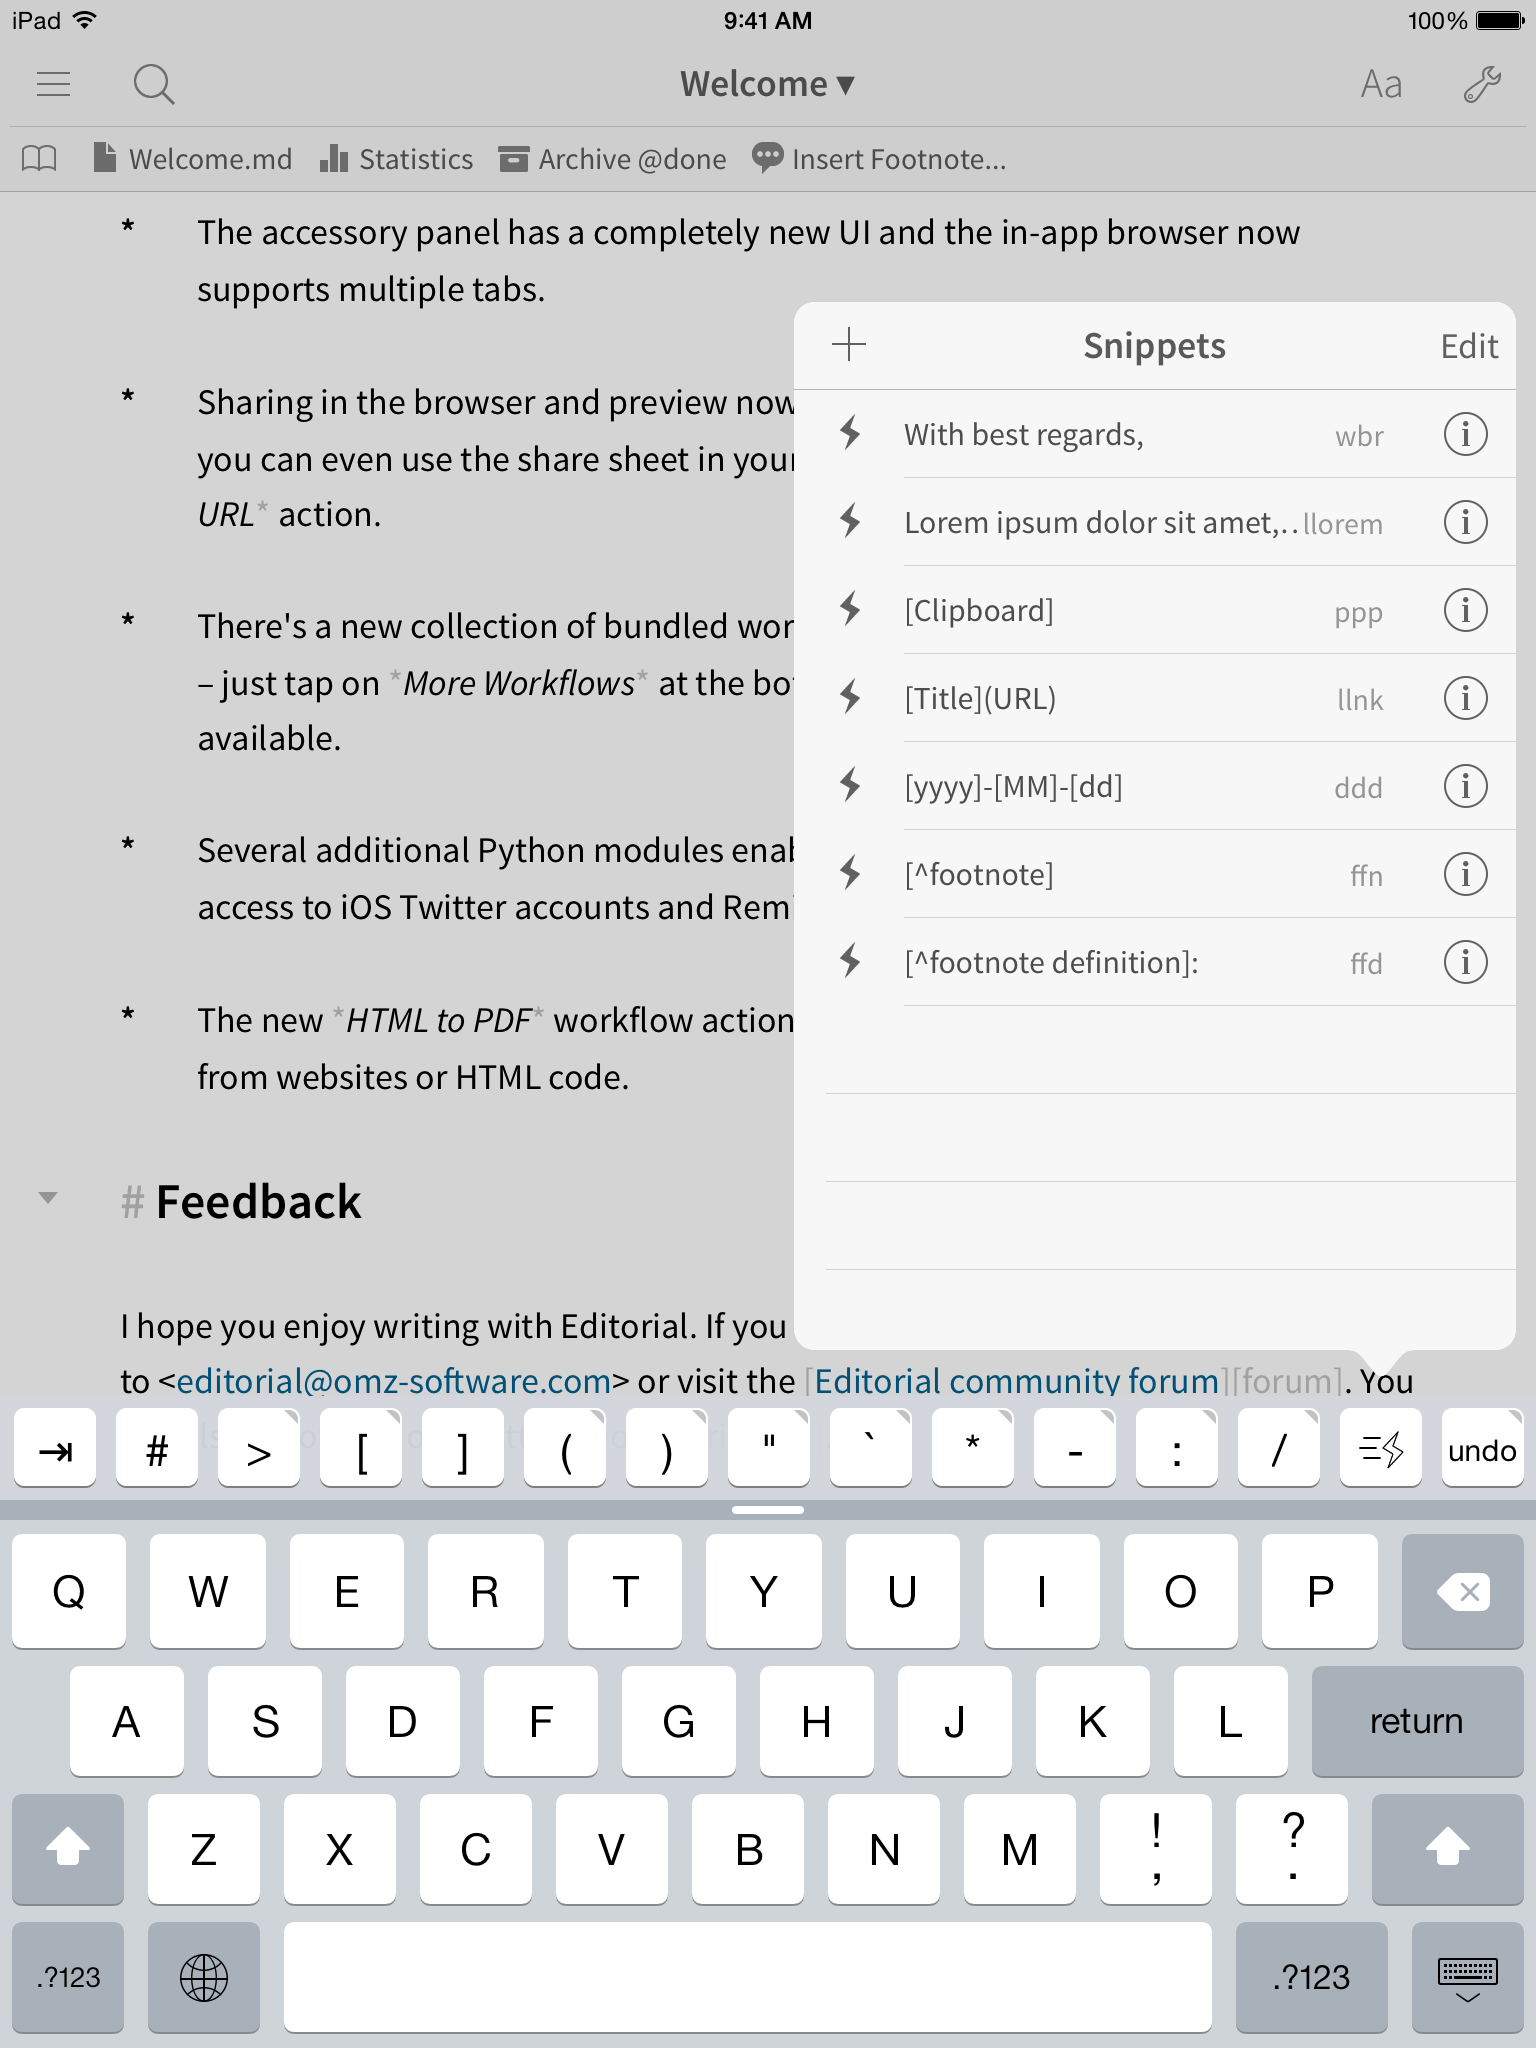 iPad 9:41 AM 100%
Welcome ▾ Aa
Welcome.md Statistics Archive @done Insert Footnote...
* The accessory panel has a completely new UI and the in-app browser now
supports multiple tabs.
* Sharing in the browser and preview now
you can even use the share sheet in your
URL* action.
* There's a new collection of bundled wor
– just tap on *More Workflows* at the bot
available.
* Several additional Python modules enab
access to iOS Twitter accounts and Remi
* The new *HTML to PDF* workflow action
from websites or HTML code.
# Feedback
I hope you enjoy writing with Editorial. If you
to <editorial@omz-software.com> or visit the [Editorial community forum][forum]. You
Snippets Edit
With best regards, wbr
Lorem ipsum dolor sit amet,.. llorem
[Clipboard] ppp
[Title](URL) llnk
[yyyy]-[MM]-[dd] ddd
[^footnote] ffn
[^footnote definition]: ffd
⇥ # > [ ] ( ) " ` * - : / undo
Q W E R T Y U I O P
A S D F G H J K L return
Z X C V B N M ! , ? .
.?123 .?123